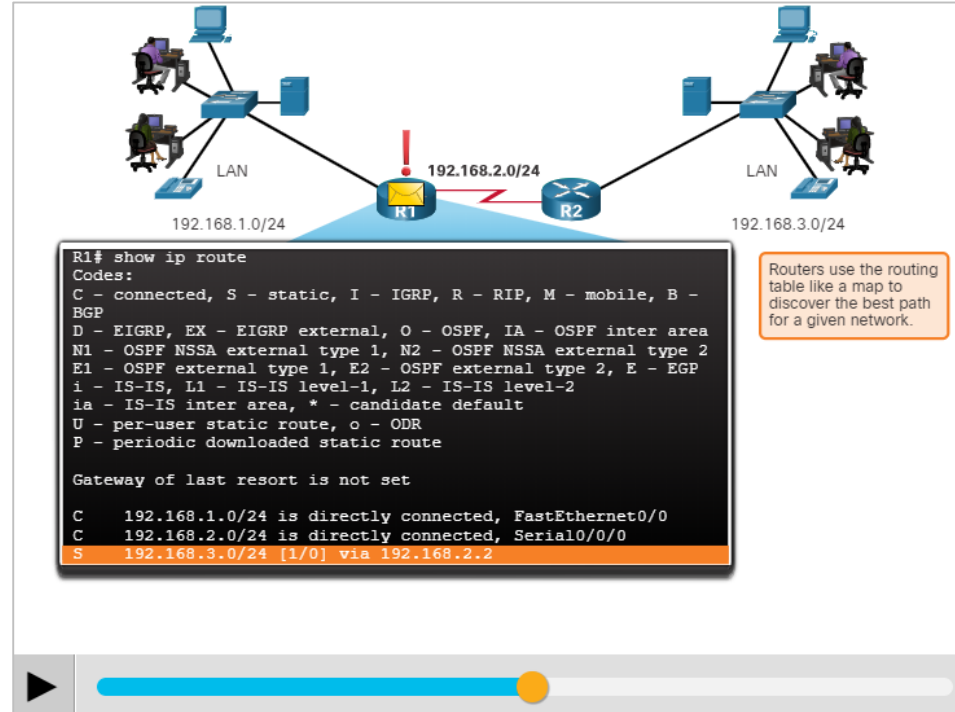 192.168.2.0/24
LAN
LAN
R1
R2
192.168.1.0/24
192.168.3.0/24
R1# show ip route
Codes:
C - connected, S - static, I - IGRP, R - RIP, M - mobile, B -
BGP
D - EIGRP, EX - EIGRP external, O - OSPF, IA - OSPF inter area
N1 - OSPF NSSA external type 1, N2 - OSPF NSSA external type 2
E1 - OSPF external type 1, E2 - OSPF external type 2, E - EGP
i - IS-IS, L1 - IS-IS level-1, L2 - IS-IS level-2
ia - IS-IS inter area, * - candidate default
U - per-user static route, o - ODR
P - periodic downloaded static route
Gateway of last resort is not set
C 192.168.1.0/24 is directly connected, FastEthernet0/0
C 192.168.2.0/24 is directly connected, Serial0/0/0
S 192.168.3.0/24 [1/0] via 192.168.2.2
Routers use the routing
table like a map to
discover the best path
for a given network.